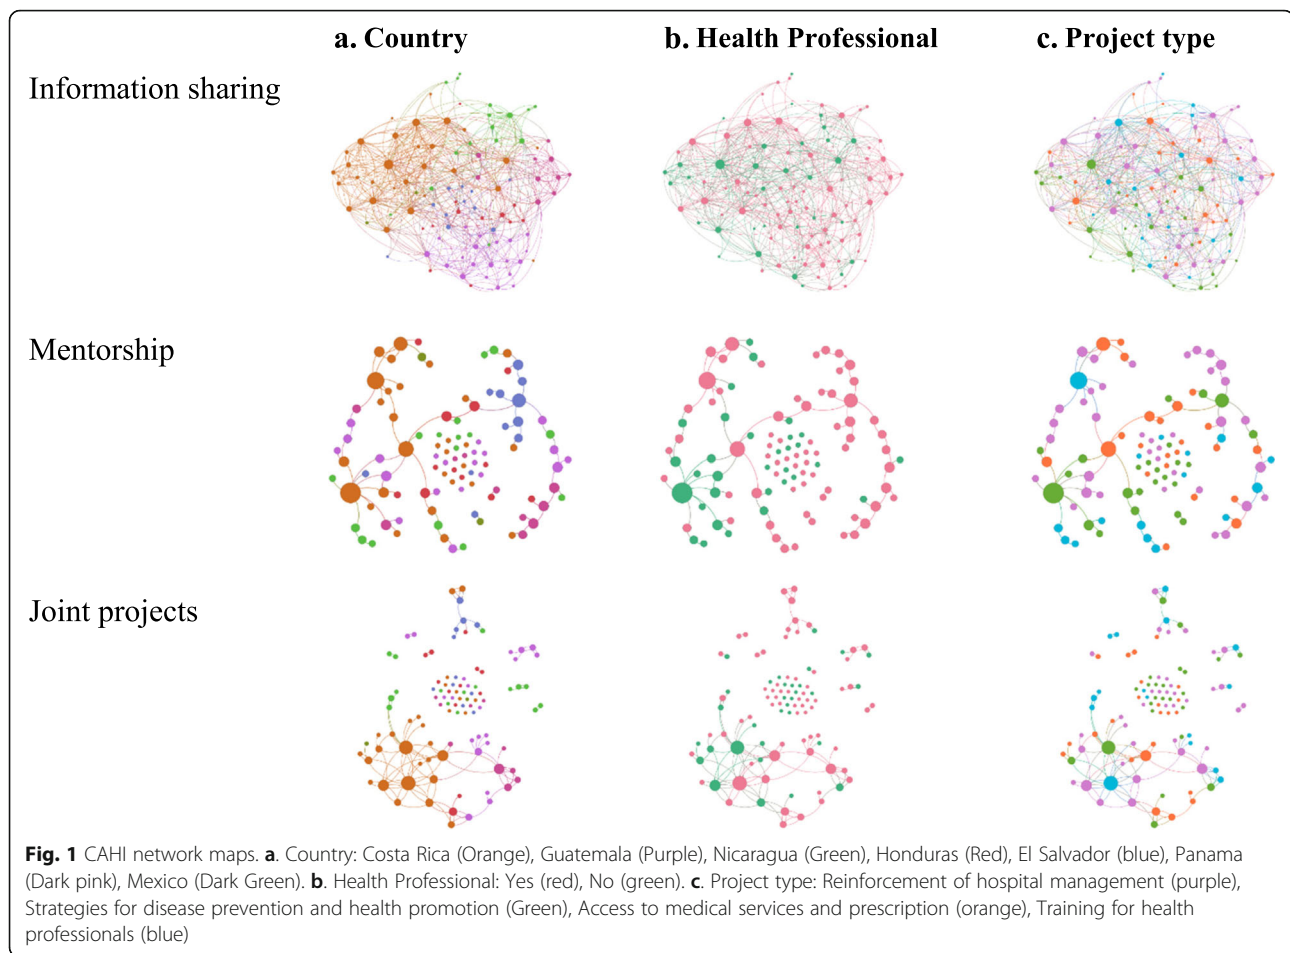 a. Country
b. Health Professional
c. Project type
Information sharing
Mentorship
Joint projects
Fig. 1 CAHI network maps. a. Country: Costa Rica (Orange), Guatemala (Purple), Nicaragua (Green), Honduras (Red), El Salvador (blue), Panama
(Dark pink), Mexico (Dark Green). b. Health Professional: Yes (red), No (green). c. Project type: Reinforcement of hospital management (purple),
Strategies for disease prevention and health promotion (Green), Access to medical services and prescription (orange), Training for health
professionals (blue)